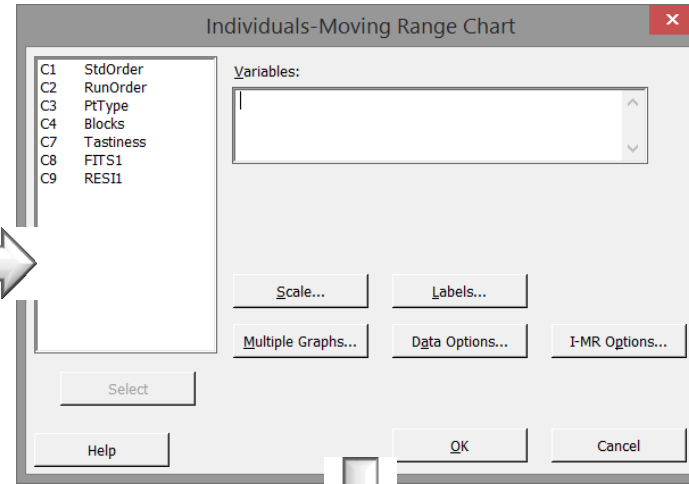 Individuals-Moving Range Chart
C1 StdOrder
C2 RunOrder
C3 PtType
C4 Blocks
C7 Tastiness
C8 FITS1
C9 RESI1
Variables:
Scale...
Labels...
Multiple Graphs...
Data Options...
I-MR Options...
Select
Help
OK
Cancel